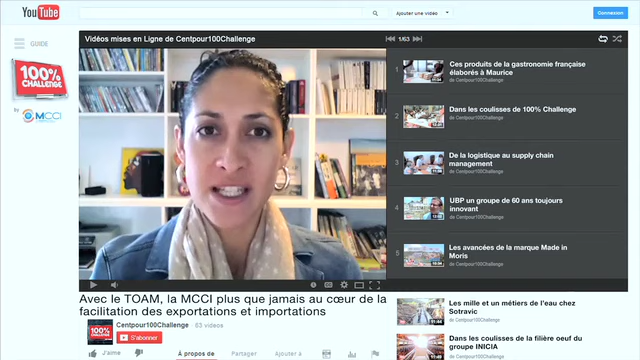 YouTube
Ajouter une vidéo
Connexion
GUIDE
100%
CHALLENGE
By
MCCI
Vidéos mises en Ligne de Centpour100Challenge
1/63
1
Ces produits de la gastronomie française
élaborés à Maurice
de Centpour100Challenge
2
Dans les coulisses de 100% Challenge
de Centpour100Challenge
3
De la logistique au supply chain
management
de Centpour100Challenge
4
UBP un groupe de 60 ans toujours
innovant
de Centpour100Challenge
5
Les avancées de la marque Made in
Moris
de Centpour100Challenge
Avec le TOAM, la MCCI plus que jamais au cœur de la
facilitation des exportations et importations
100%
CHALLENGE
Centpour100Challenge 63 videos
S'abonner
J'aime
À propos de
Partager
Ajouter à
Les mille et un métiers de l'eau chez
Sotravic
de Centpour100Challenge
Dans les coulisses de la filière oeuf du
groupe INICIA
de Centpour100Challenge